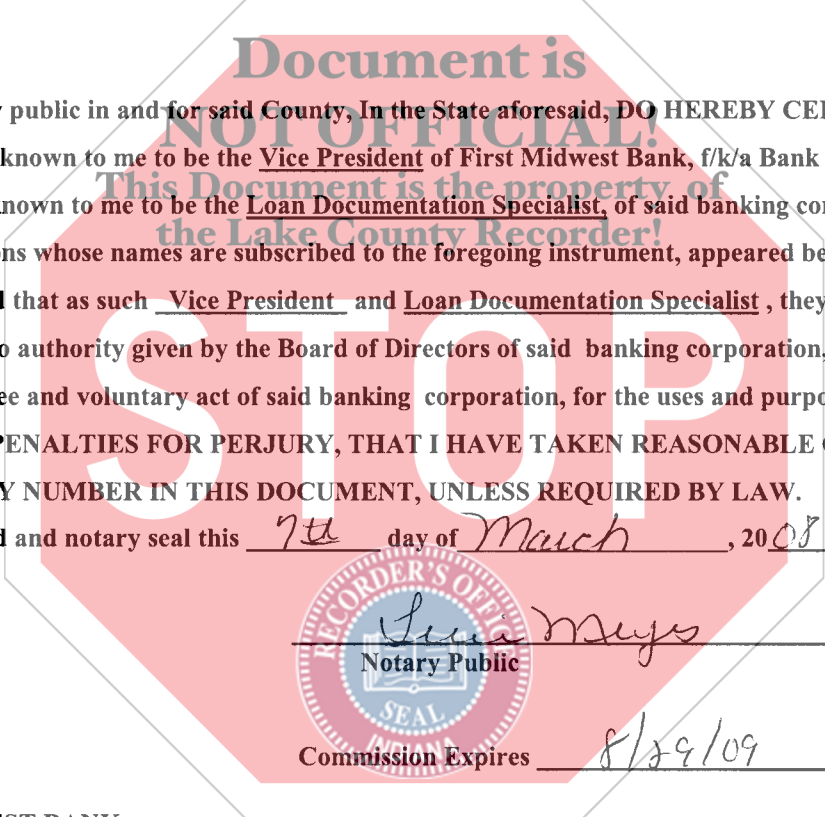 Document is
y public in and for said County, In the State aforesaid, DO HEREBY CE
NOT OFFICIAL!
known to me to be the Vice President of First Midwest Bank, f/k/a Bank
This Document is the property of
nown to me to be the Loan Documentation Specialist, of said banking co
the Lake County Recorder!
ns whose names are subscribed to the foregoing instrument, appeared be
d that as such Vice President and Loan Documentation Specialist , they
STOP
o authority given by the Board of Directors of said banking corporation,
ee and voluntary act of said banking corporation, for the uses and purpo
PENALTIES FOR PERJURY, THAT I HAVE TAKEN REASONABLE
Y NUMBER IN THIS DOCUMENT, UNLESS REQUIRED BY LAW.
d and notary seal this 7th day of March , 2008
RECORDER'S OFFICE
Notary Public
SEAL
INDIANA
Commission Expires 8/29/09